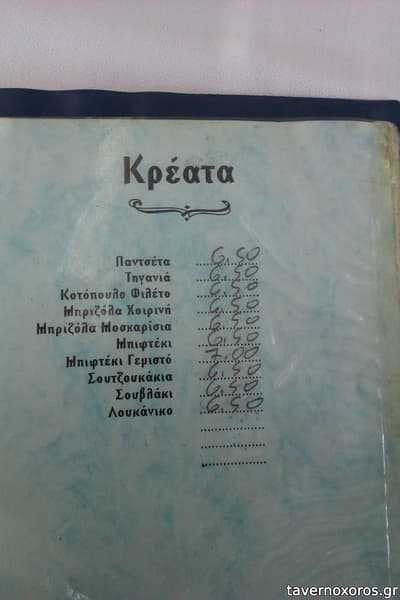 Κρέατα
Παντσέτα ........ 6,50
Τηγανιά ........ 6,50
Κοτόπουλο Φιλέτο ........ 6,50
Μπριζόλα Χοιρινή ........ 6,50
Μπριζόλα Μοσχαρίσια ........ 6,50
Μπιφτέκι ........ 6,50
Μπιφτέκι Γεμιστό ........ 7,00
Σουτζουκάκια ........ 6,50
Σουβλάκι ........ 6,50
Λουκάνικο ........ 6,50
tavernoxoros.gr